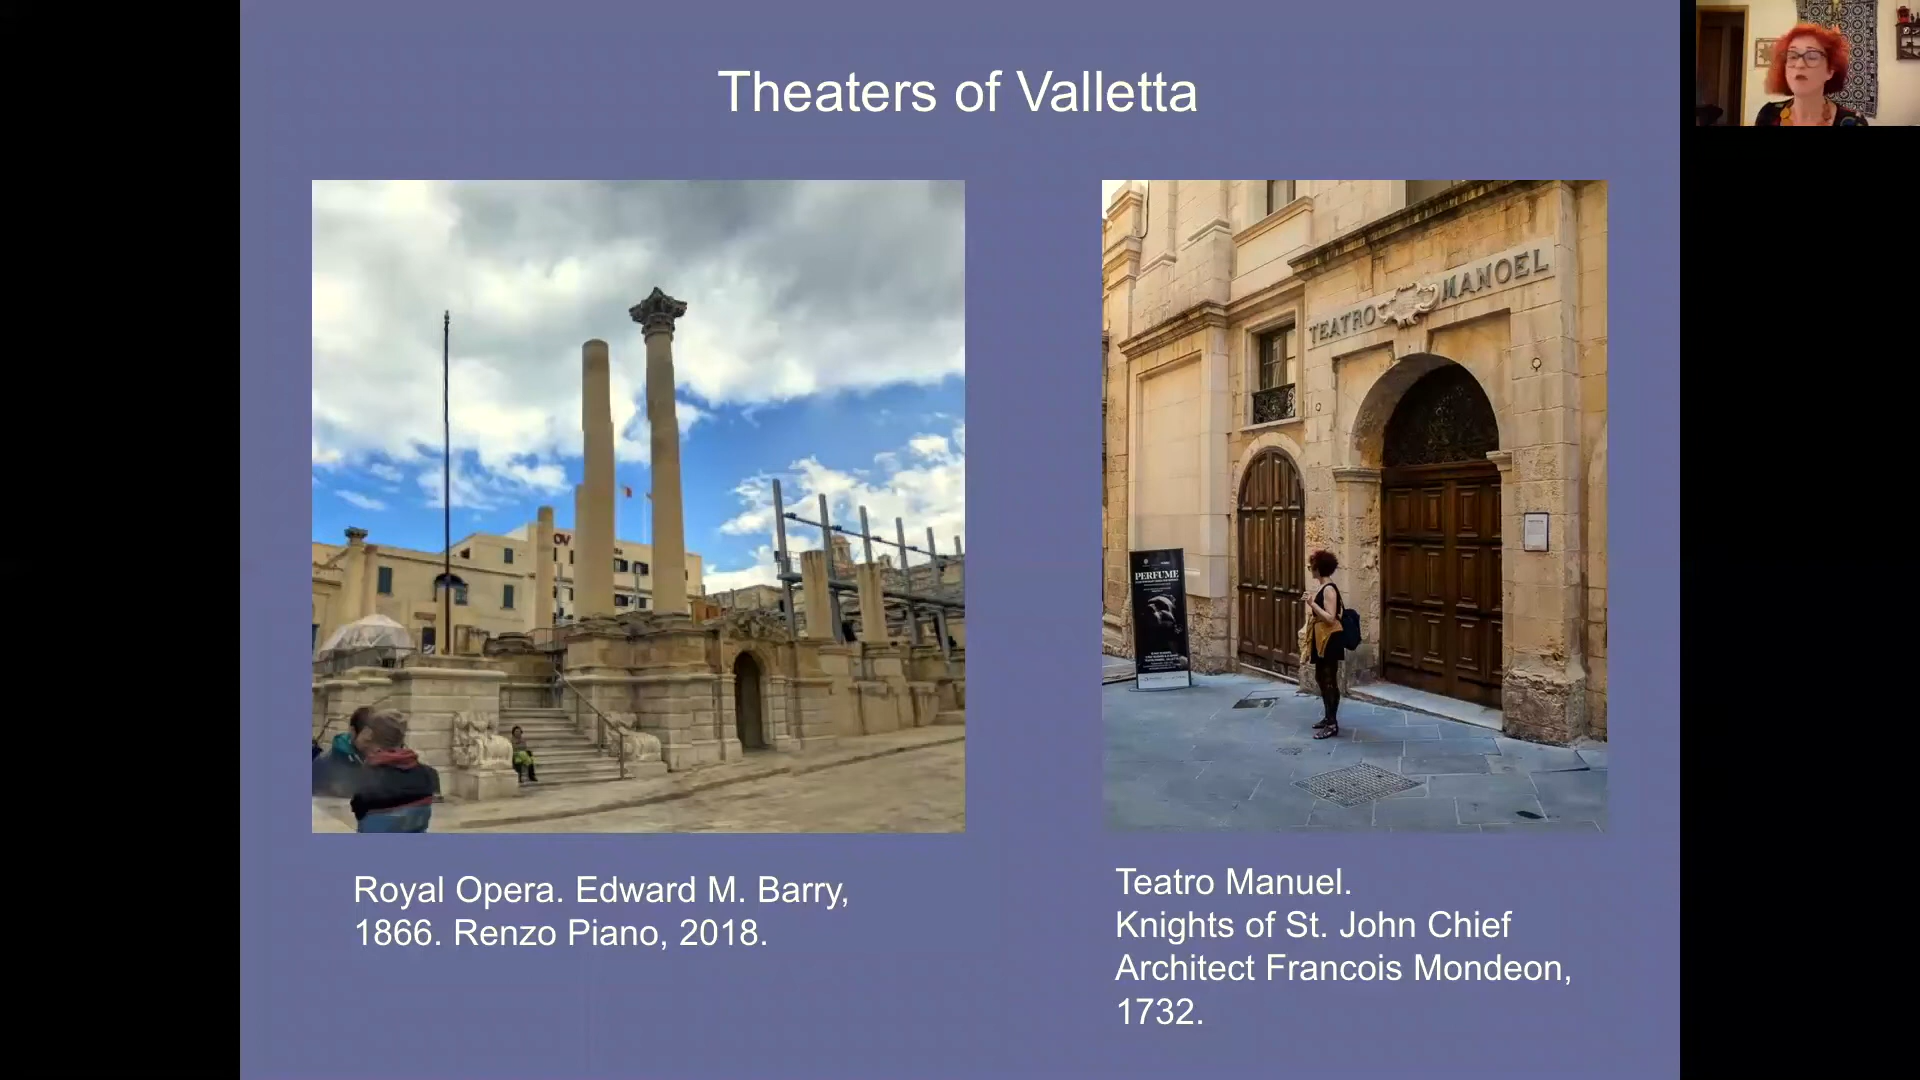 Theaters of Valletta
TEATRO MANOEL
OV
PERFUME
Royal Opera. Edward M. Barry,
1866. Renzo Piano, 2018.
Teatro Manuel.
Knights of St. John Chief
Architect Francois Mondeon,
1732.